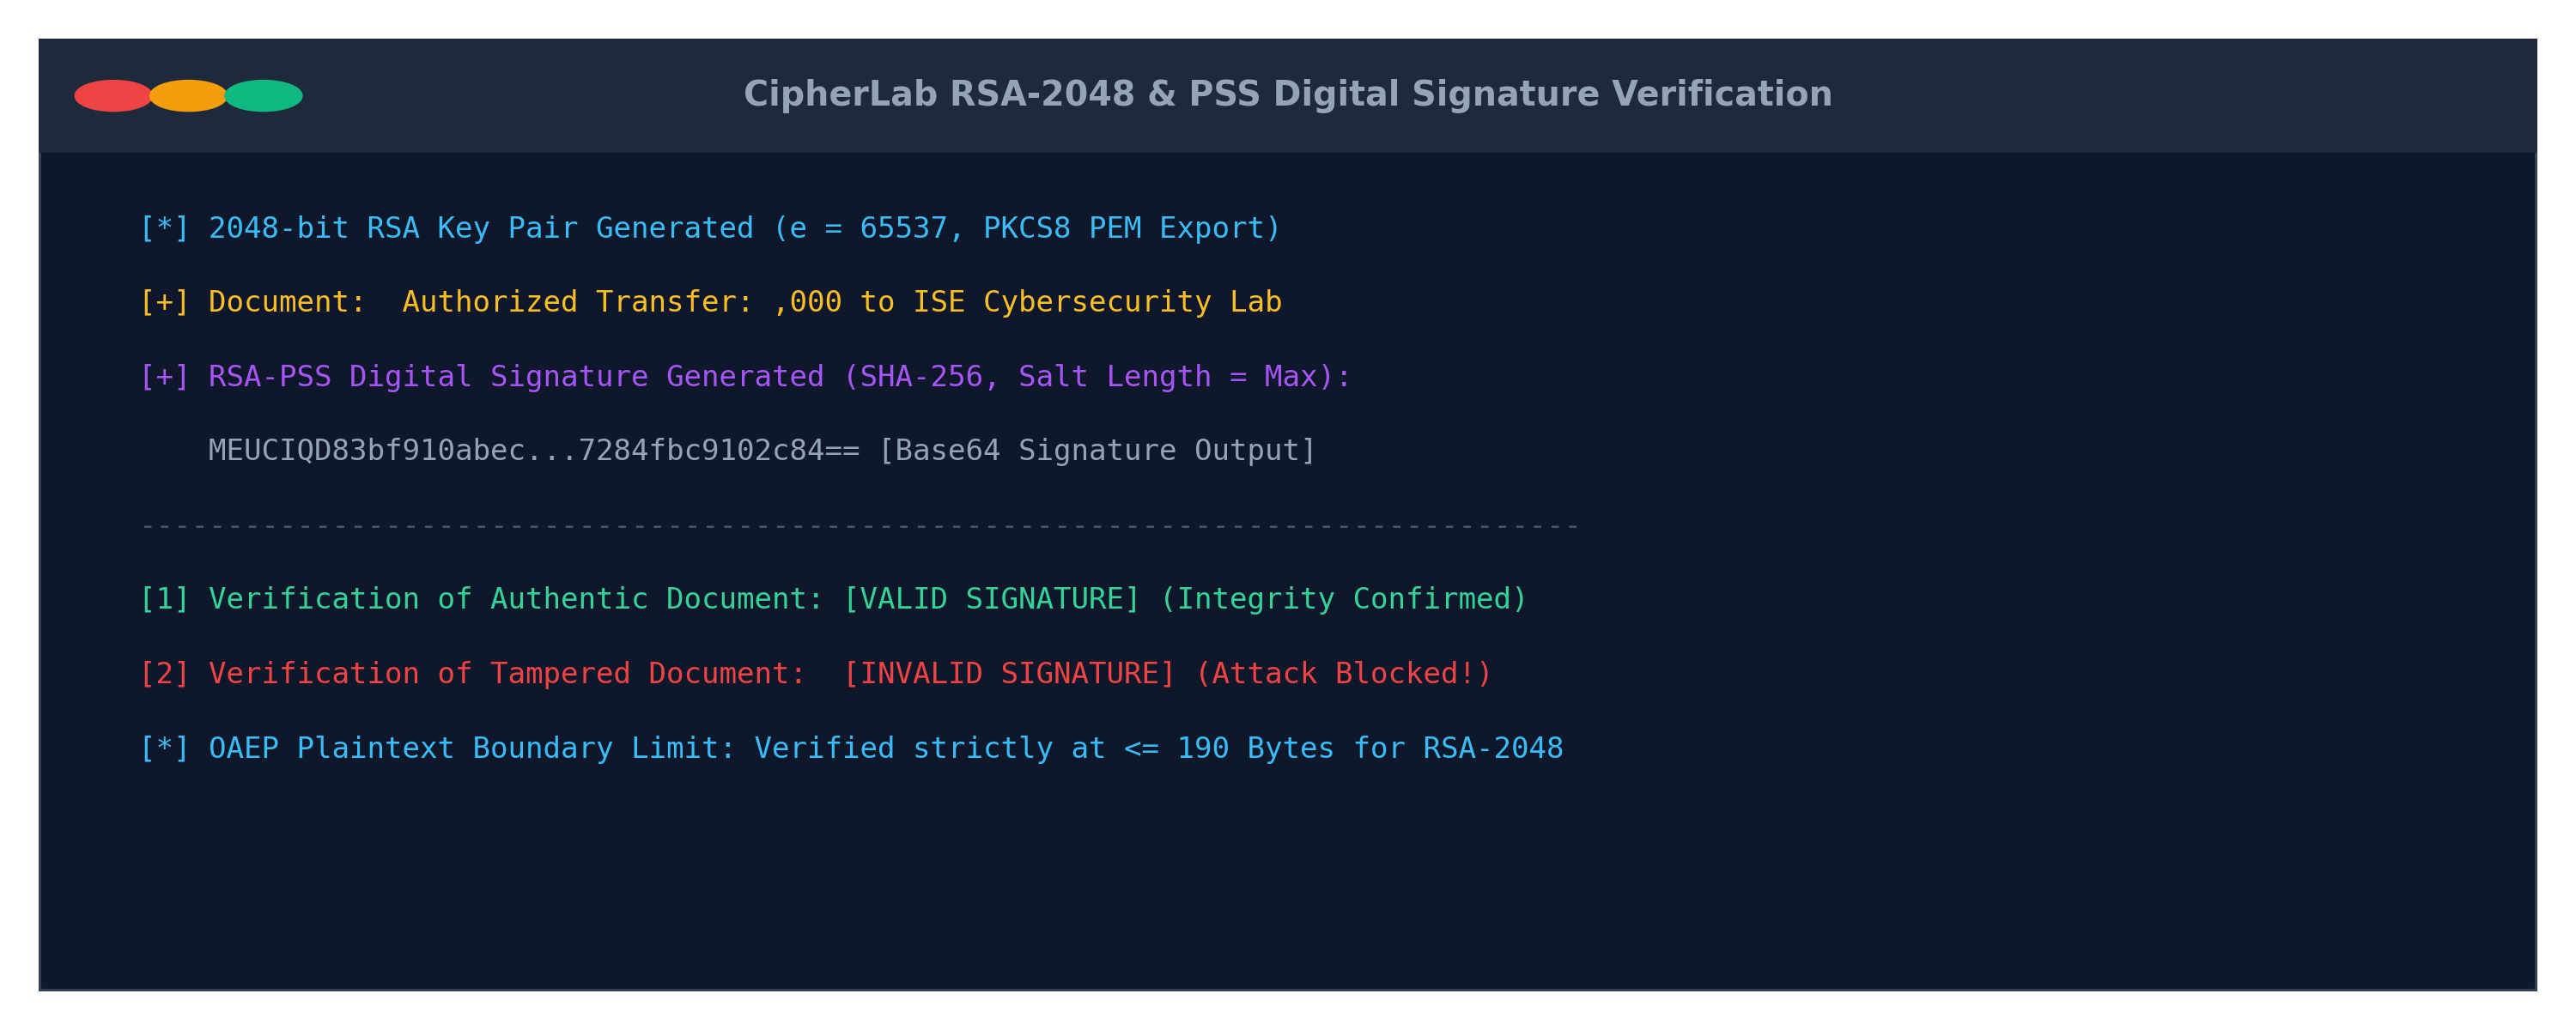 CipherLab RSA-2048 & PSS Digital Signature Verification
[*] 2048-bit RSA Key Pair Generated (e = 65537, PKCS8 PEM Export)
[+] Document:  Authorized Transfer: ,000 to ISE Cybersecurity Lab
[+] RSA-PSS Digital Signature Generated (SHA-256, Salt Length = Max):
    MEUCIQD83bf910abec...7284fbc9102c84== [Base64 Signature Output]
----------------------------------------------------------------------------------
[1] Verification of Authentic Document: [VALID SIGNATURE] (Integrity Confirmed)
[2] Verification of Tampered Document:  [INVALID SIGNATURE] (Attack Blocked!)
[*] OAEP Plaintext Boundary Limit: Verified strictly at <= 190 Bytes for RSA-2048